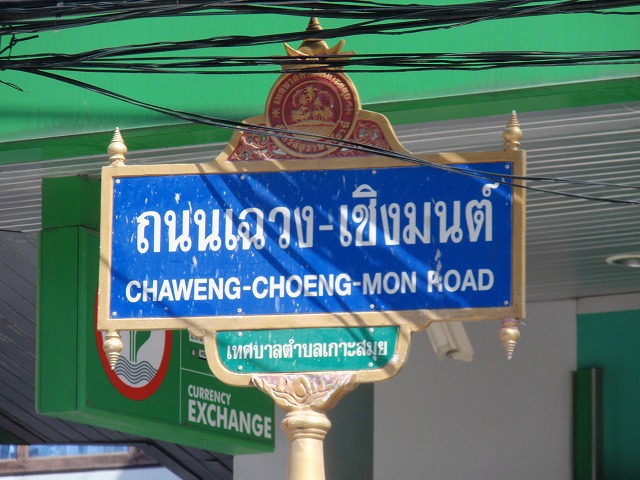 ถนนเฉวง-เชิงมนต์
CHAWENG-CHOENG-MON ROAD
เทศบาลตำบลเกาะสมุย
CURRENCY
EXCHANGE